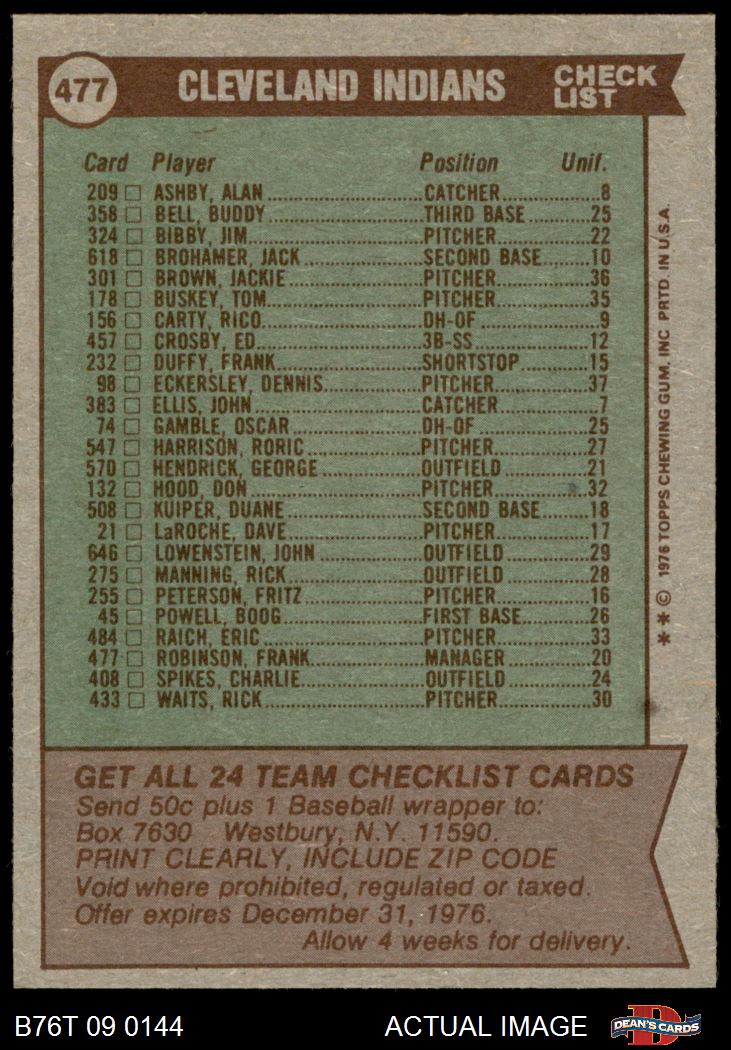 477 CLEVELAND INDIANS CHECK LIST
Card Player Position Unif.
209 □ ASHBY, ALAN CATCHER 8
358 □ BELL, BUDDY THIRD BASE 25
324 □ BIBBY, JIM PITCHER 22
618 □ BROHAMER, JACK SECOND BASE 10
301 □ BROWN, JACKIE PITCHER 36
178 □ BUSKEY, TOM PITCHER 35
156 □ CARTY, RICO DH-OF 9
457 □ CROSBY, ED 3B-SS 12
232 □ DUFFY, FRANK SHORTSTOP 15
98 □ ECKERSLEY, DENNIS PITCHER 37
383 □ ELLIS, JOHN CATCHER 7
74 □ GAMBLE, OSCAR DH-OF 25
547 □ HARRISON, RORIC PITCHER 27
570 □ HENDRICK, GEORGE OUTFIELD 21
132 □ HOOD, DON PITCHER 32
508 □ KUIPER, DUANE SECOND BASE 18
21 □ LaROCHE, DAVE PITCHER 17
646 □ LOWENSTEIN, JOHN OUTFIELD 29
275 □ MANNING, RICK OUTFIELD 28
255 □ PETERSON, FRITZ PITCHER 16
45 □ POWELL, BOOG FIRST BASE 26
484 □ RAICH, ERIC PITCHER 33
477 □ ROBINSON, FRANK MANAGER 20
408 □ SPIKES, CHARLIE OUTFIELD 24
433 □ WAITS, RICK PITCHER 30
** © 1976 TOPPS CHEWING GUM, INC PRTD. IN U.S.A.
GET ALL 24 TEAM CHECKLIST CARDS
Send 50c plus 1 Baseball wrapper to:
Box 7630 Westbury, N.Y. 11590.
PRINT CLEARLY, INCLUDE ZIP CODE
Void where prohibited, regulated or taxed.
Offer expires December 31, 1976.
Allow 4 weeks for delivery.
B76T 09 0144 ACTUAL IMAGE D DEAN'S CARDS